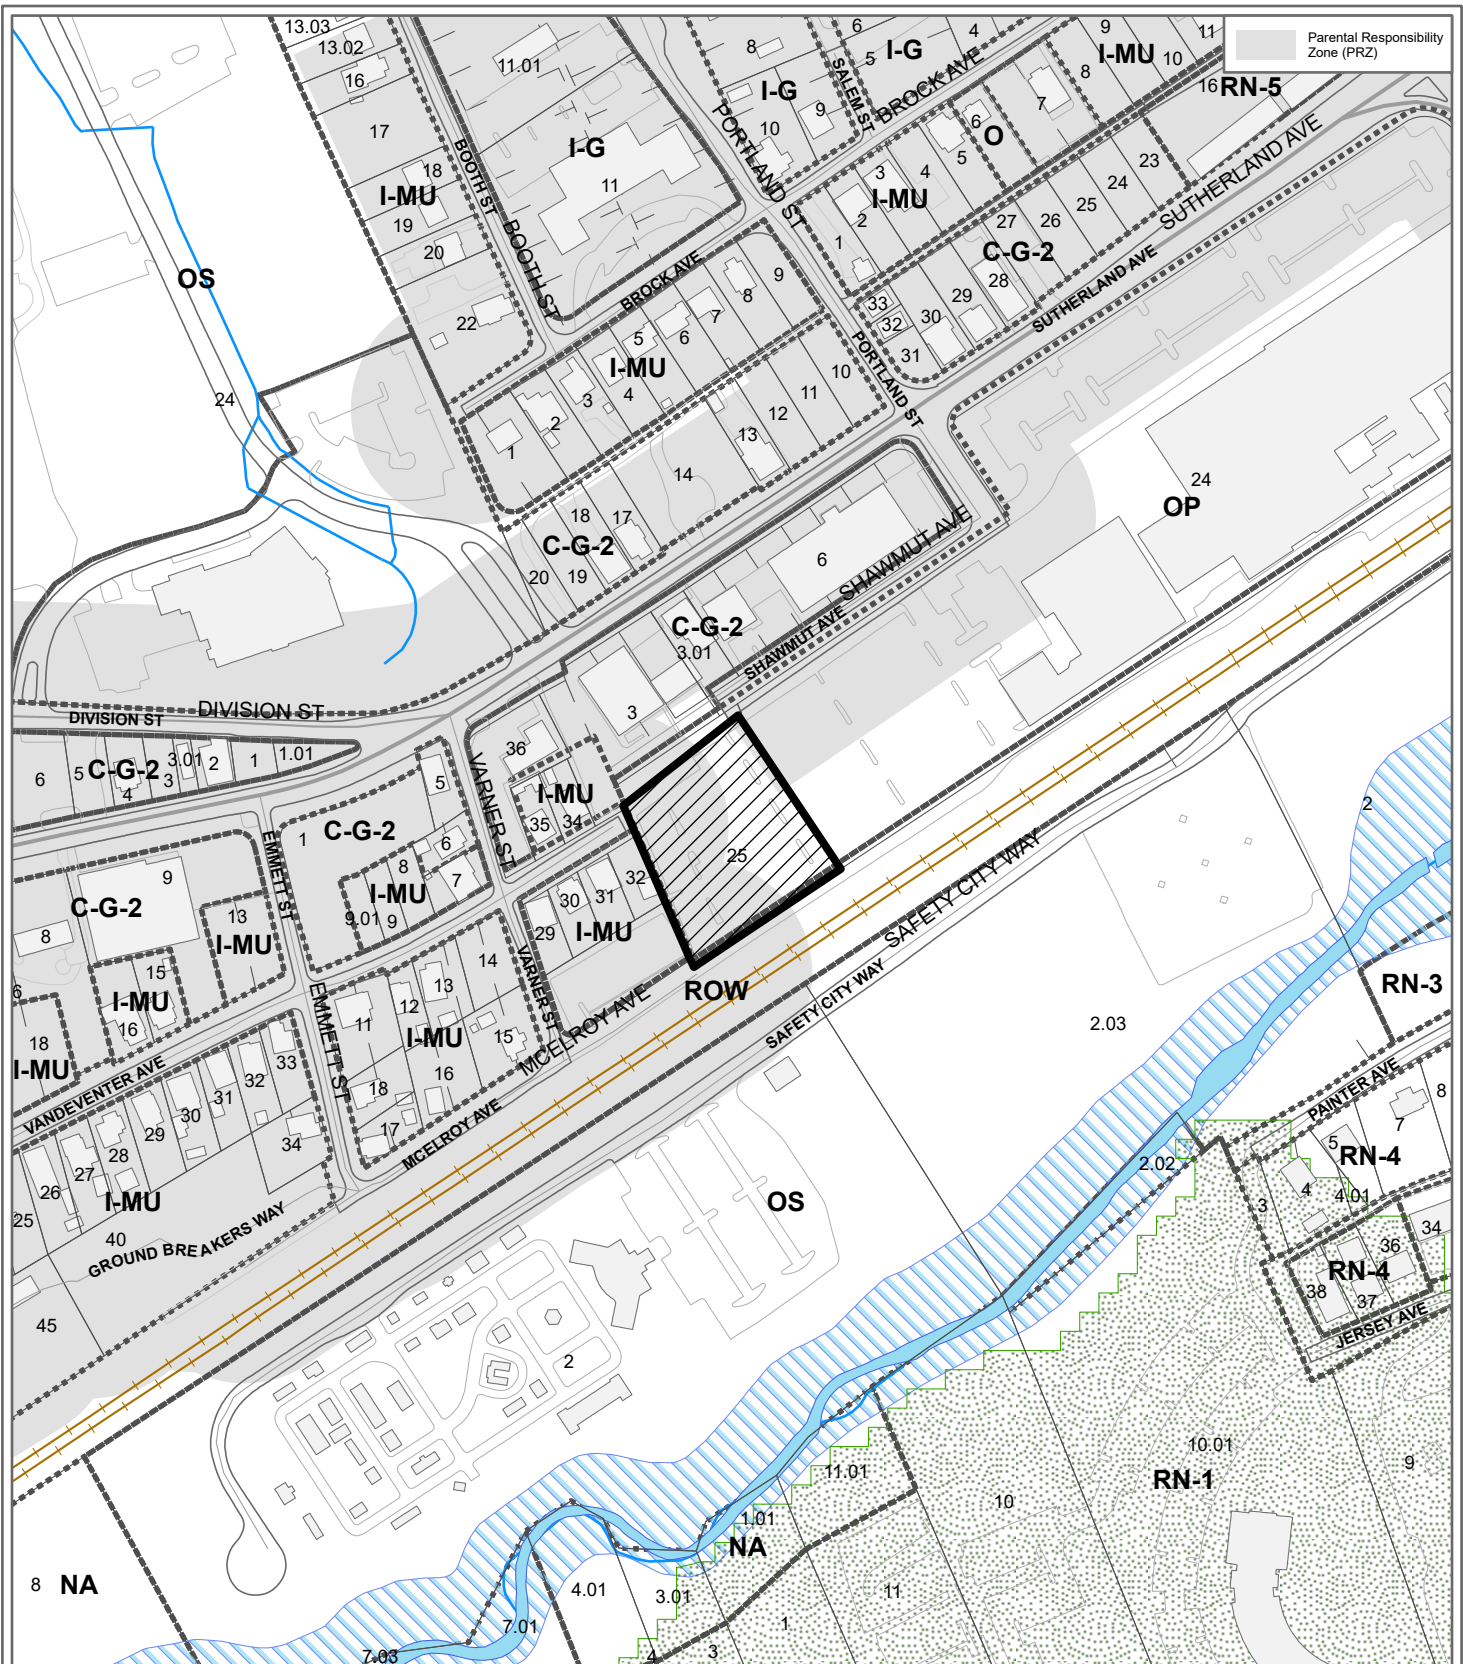 Parental Responsibility
Zone (PRZ)
13.03
13.02
16
17
18
I-MU
19
20
22
BOOTH ST
BOOTH ST
11.01
I-G
11
8
I-G
10
9
SALEM ST
6
5
I-G
4
BROCK AVE
9
I-MU
8
10
11
16
RN-5
PORTLAND ST
7
6
O
5
4
3
I-MU
2
1
23
24
25
26
27
C-G-2
28
29
30
31
32
33
SUTHERLAND AVE
SUTHERLAND AVE
OS
24
BROCK AVE
9
8
7
6
5
I-MU
4
3
2
1
PORTLAND ST
10
11
12
13
14
17
18
C-G-2
19
20
6
SHAWMUT AVE
SHAWMUT AVE
C-G-2
3.01
3
24
OP
DIVISION ST
DIVISION ST
6
5
C-G-2
4
3
3.01
2
1
1.01
VARNER ST
36
I-MU
35
34
25
1
C-G-2
5
6
7
8
I-MU
9.01
9
EMMETT ST
9
C-G-2
8
13
I-MU
15
I-MU
16
6
18
I-MU
29
30
31
32
I-MU
VARNER ST
14
13
12
11
I-MU
15
16
18
17
EMMETT ST
MCELROY AVE
MCELROY AVE
ROW
SAFETY CITY WAY
SAFETY CITY WAY
VANDEVENTER AVE
33
32
31
30
29
28
27
26
25
34
I-MU
40
GROUND BREAKERS WAY
45
2
2.03
RN-3
PAINTER AVE
8
7
5
RN-4
4
4.01
3
2.02
34
36
RN-4
38
37
JERSEY AVE
OS
2
10.01
RN-1
9
10
11.01
1.01
NA
11
1
3
4
3.01
4.01
7.01
7.03
8
NA